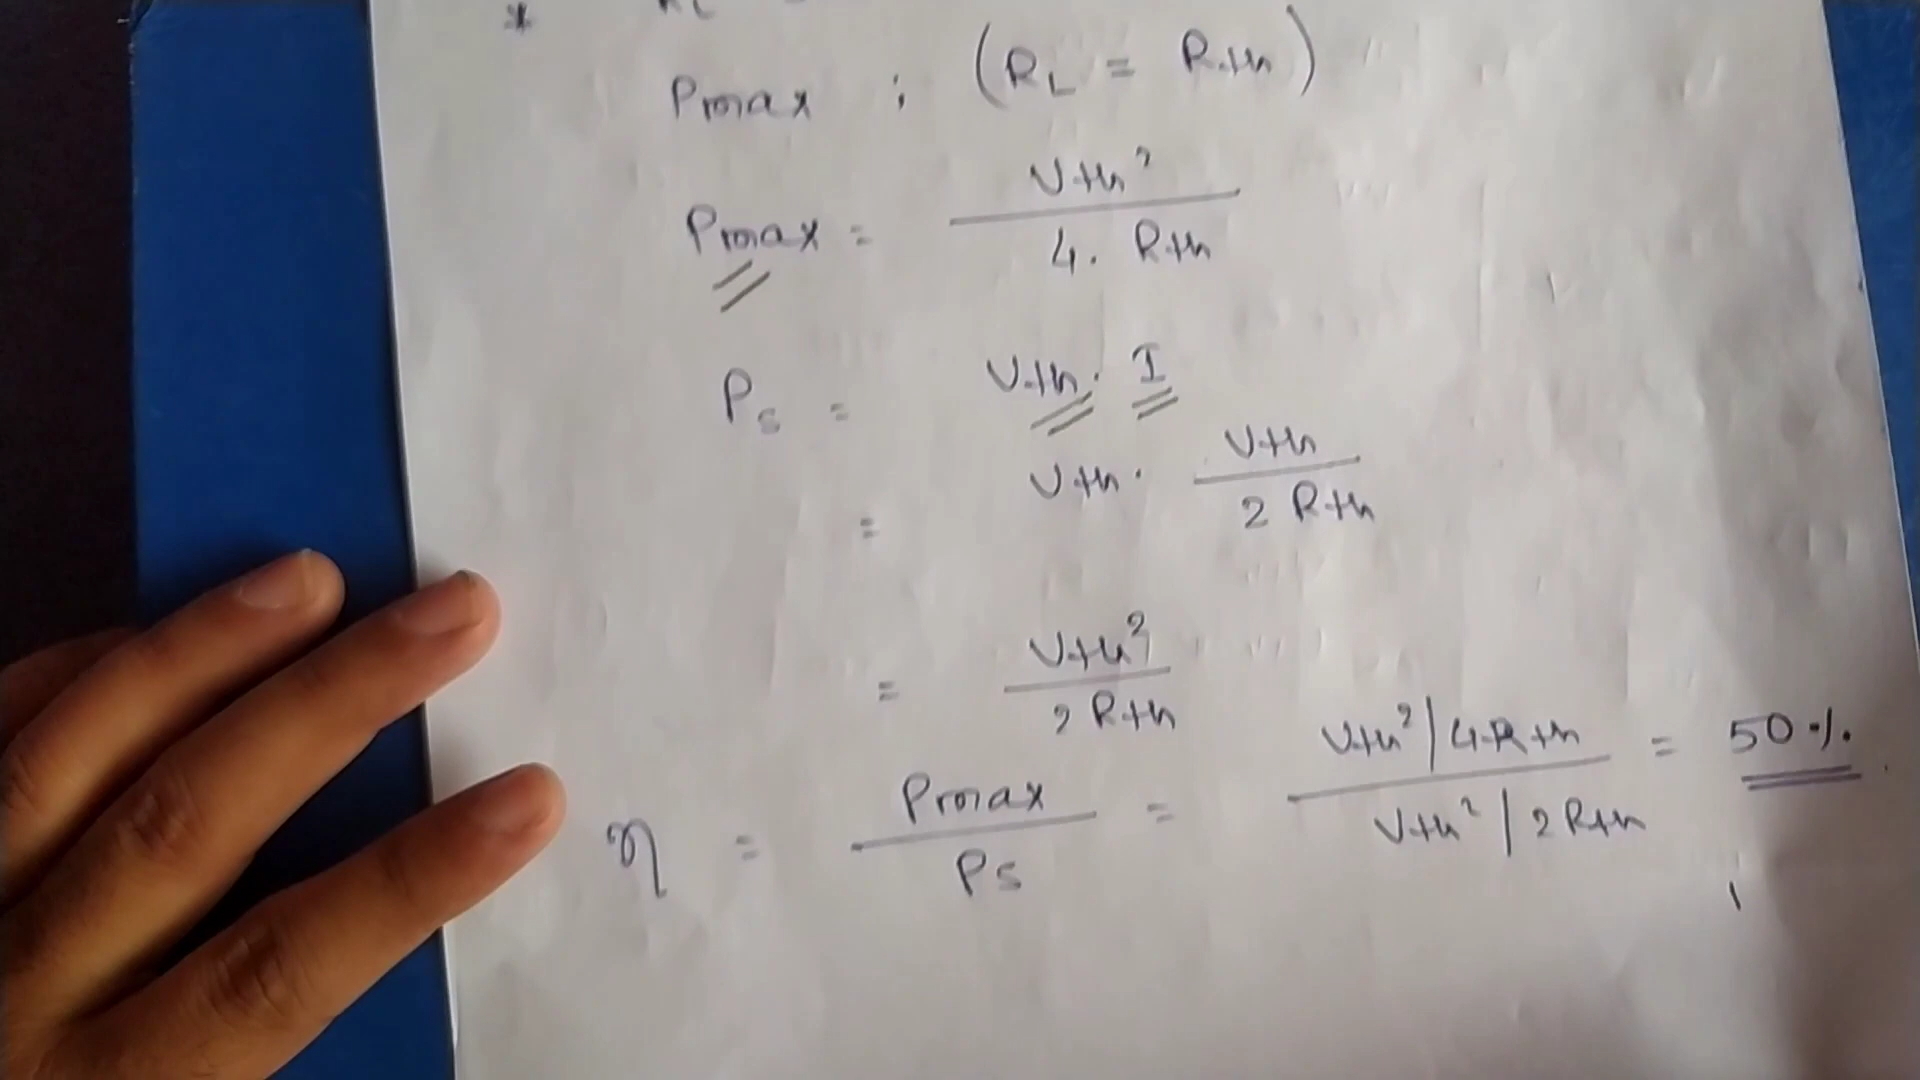 *
Pmax : (RL = Rth)
Pmax = Vth² / 4. Rth
Ps = Vth. I
= Vth. Vth / 2 Rth
= Vth² / 2 Rth
η = Pmax / Ps = Vth² | 4Rth / Vth² | 2 Rth = 50 %.